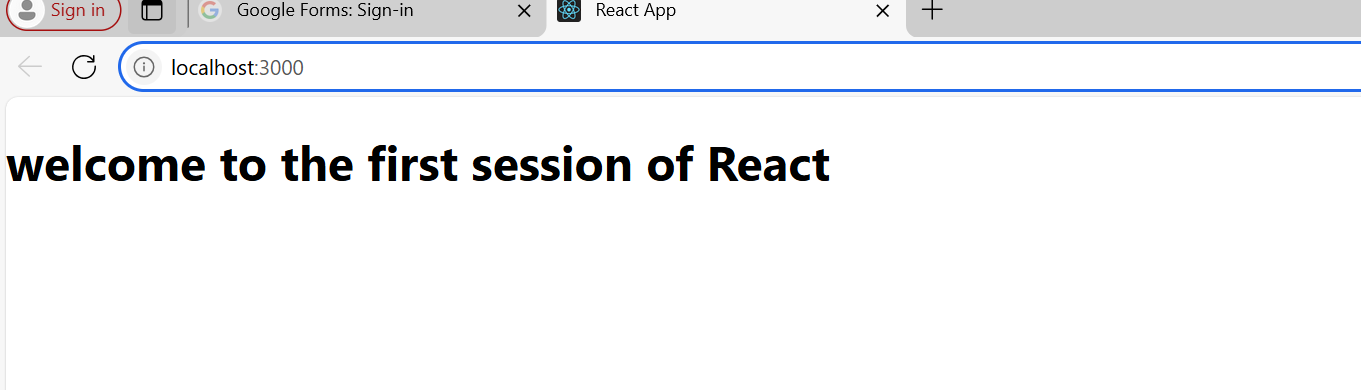 Sign in
Google Forms: Sign-in
React App
localhost:3000
welcome to the first session of React